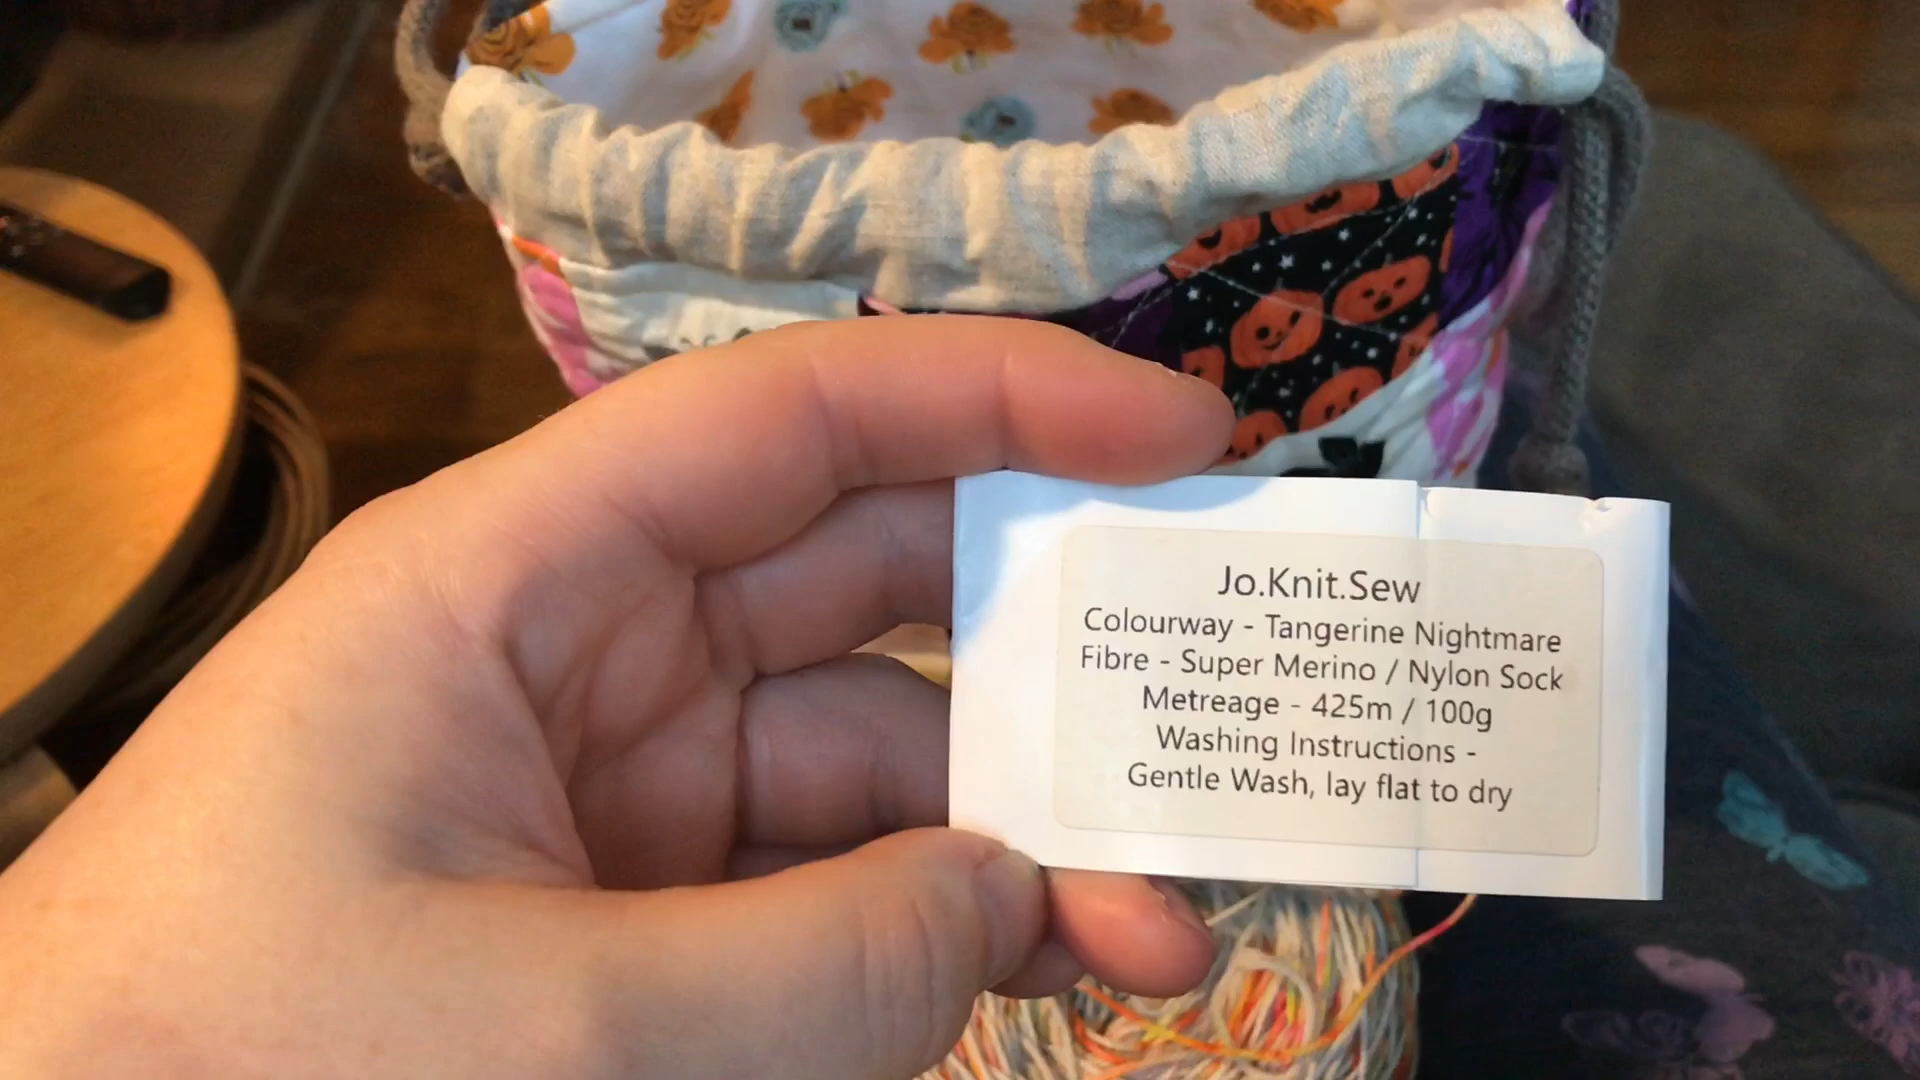 Jo.Knit.Sew
Colourway - Tangerine Nightmare
Fibre - Super Merino / Nylon Sock
Metreage - 425m / 100g
Washing Instructions -
Gentle Wash, lay flat to dry